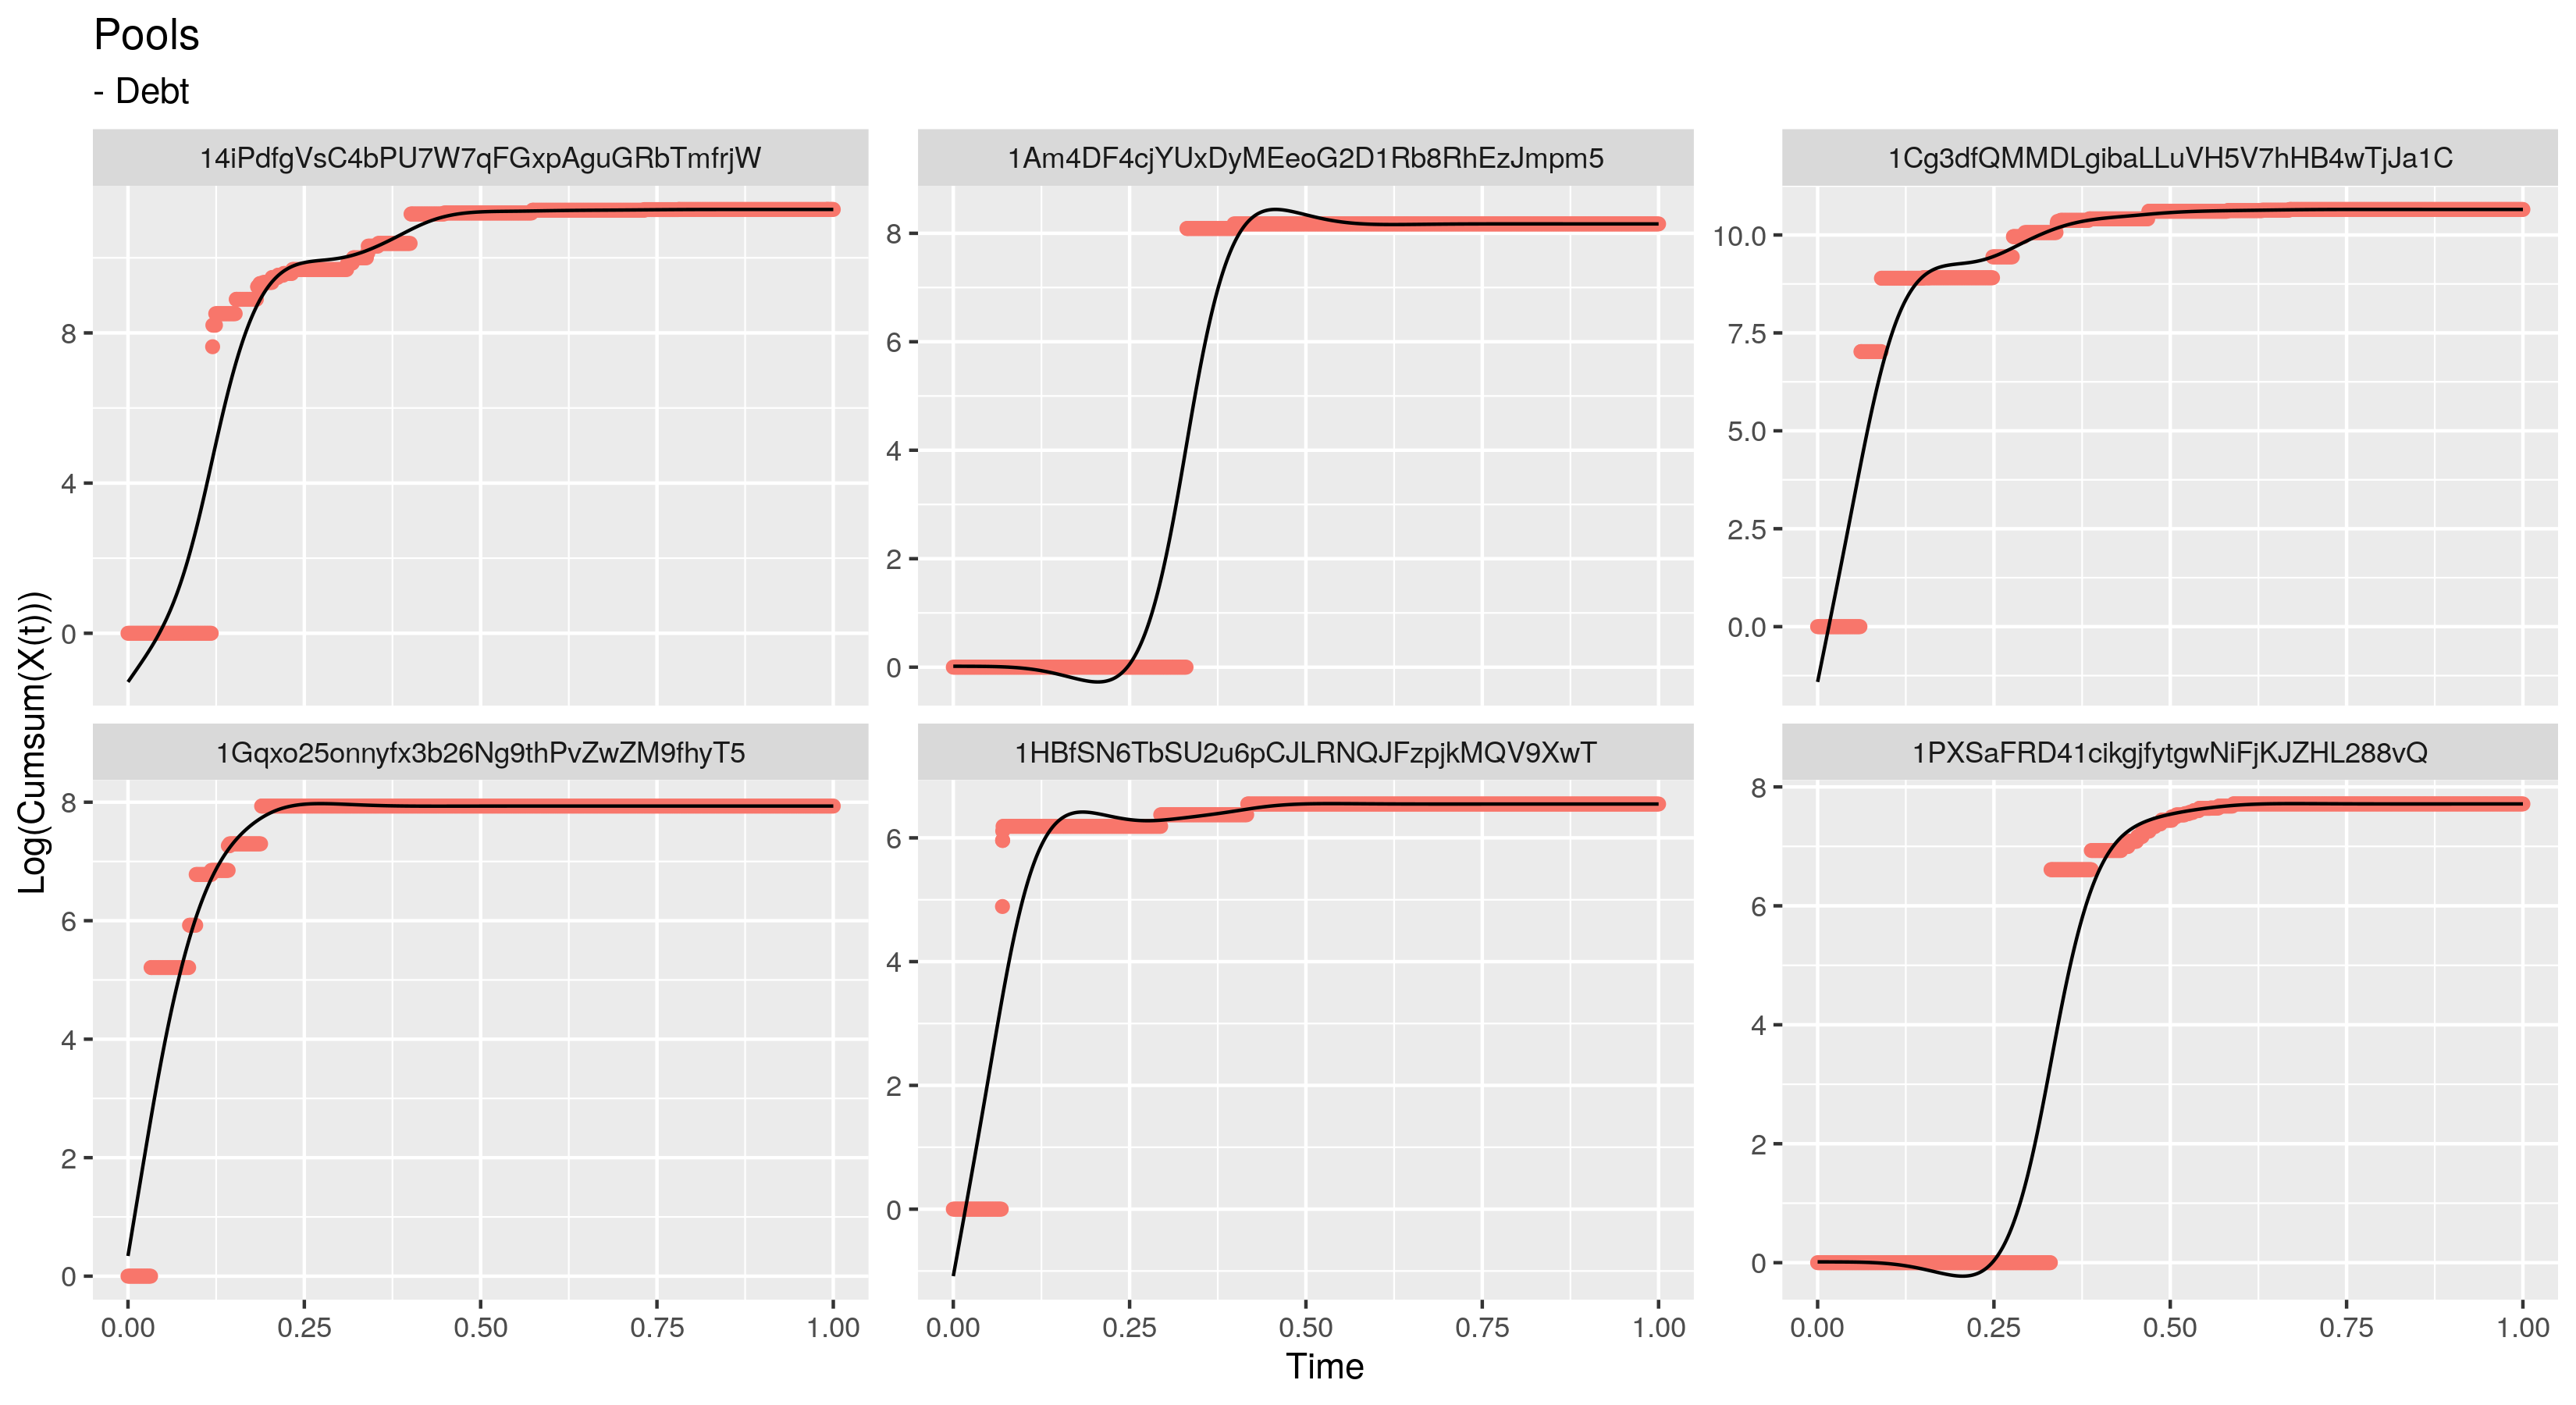 Pools
- Debt
14iPdfgVsC4bPU7W7qFGxpAguGRbTmfrjW
1Am4DF4cjYUxDyMEeoG2D1Rb8RhEzJmpm5
1Cg3dfQMMDLgibaLLuVH5V7hHB4wTjJa1C
8
4
0
8
6
4
2
0
10.0
7.5
5.0
2.5
0.0
Log(Cumsum(X(t)))
1Gqxo25onnyfx3b26Ng9thPvZwZM9fhyT5
1HBfSN6TbSU2u6pCJLRNQJFzpjkMQV9XwT
1PXSaFRD41cikgjfytgwNiFjKJZHL288vQ
8
6
4
2
0
6
4
2
0
8
6
4
2
0
0.00 0.25 0.50 0.75 1.00
0.00 0.25 0.50 0.75 1.00
0.00 0.25 0.50 0.75 1.00
Time